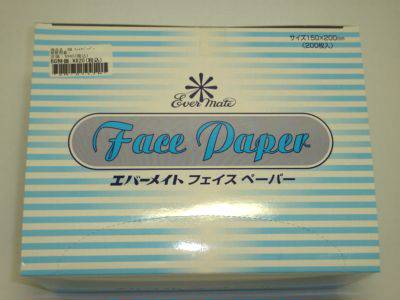 サイズ150×200mm
(200枚入)
Ever Mate
Face Paper
エバーメイト フェイス ペーパー